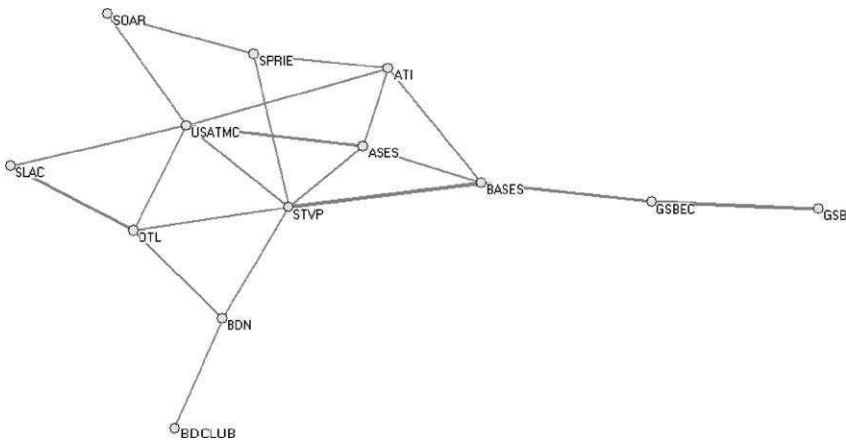 SOAR
SPRIE
ATI
USATMC
ASES
SLAC
BASES
GSBEC
GSB
STVP
OTL
BDN
BDCLUB